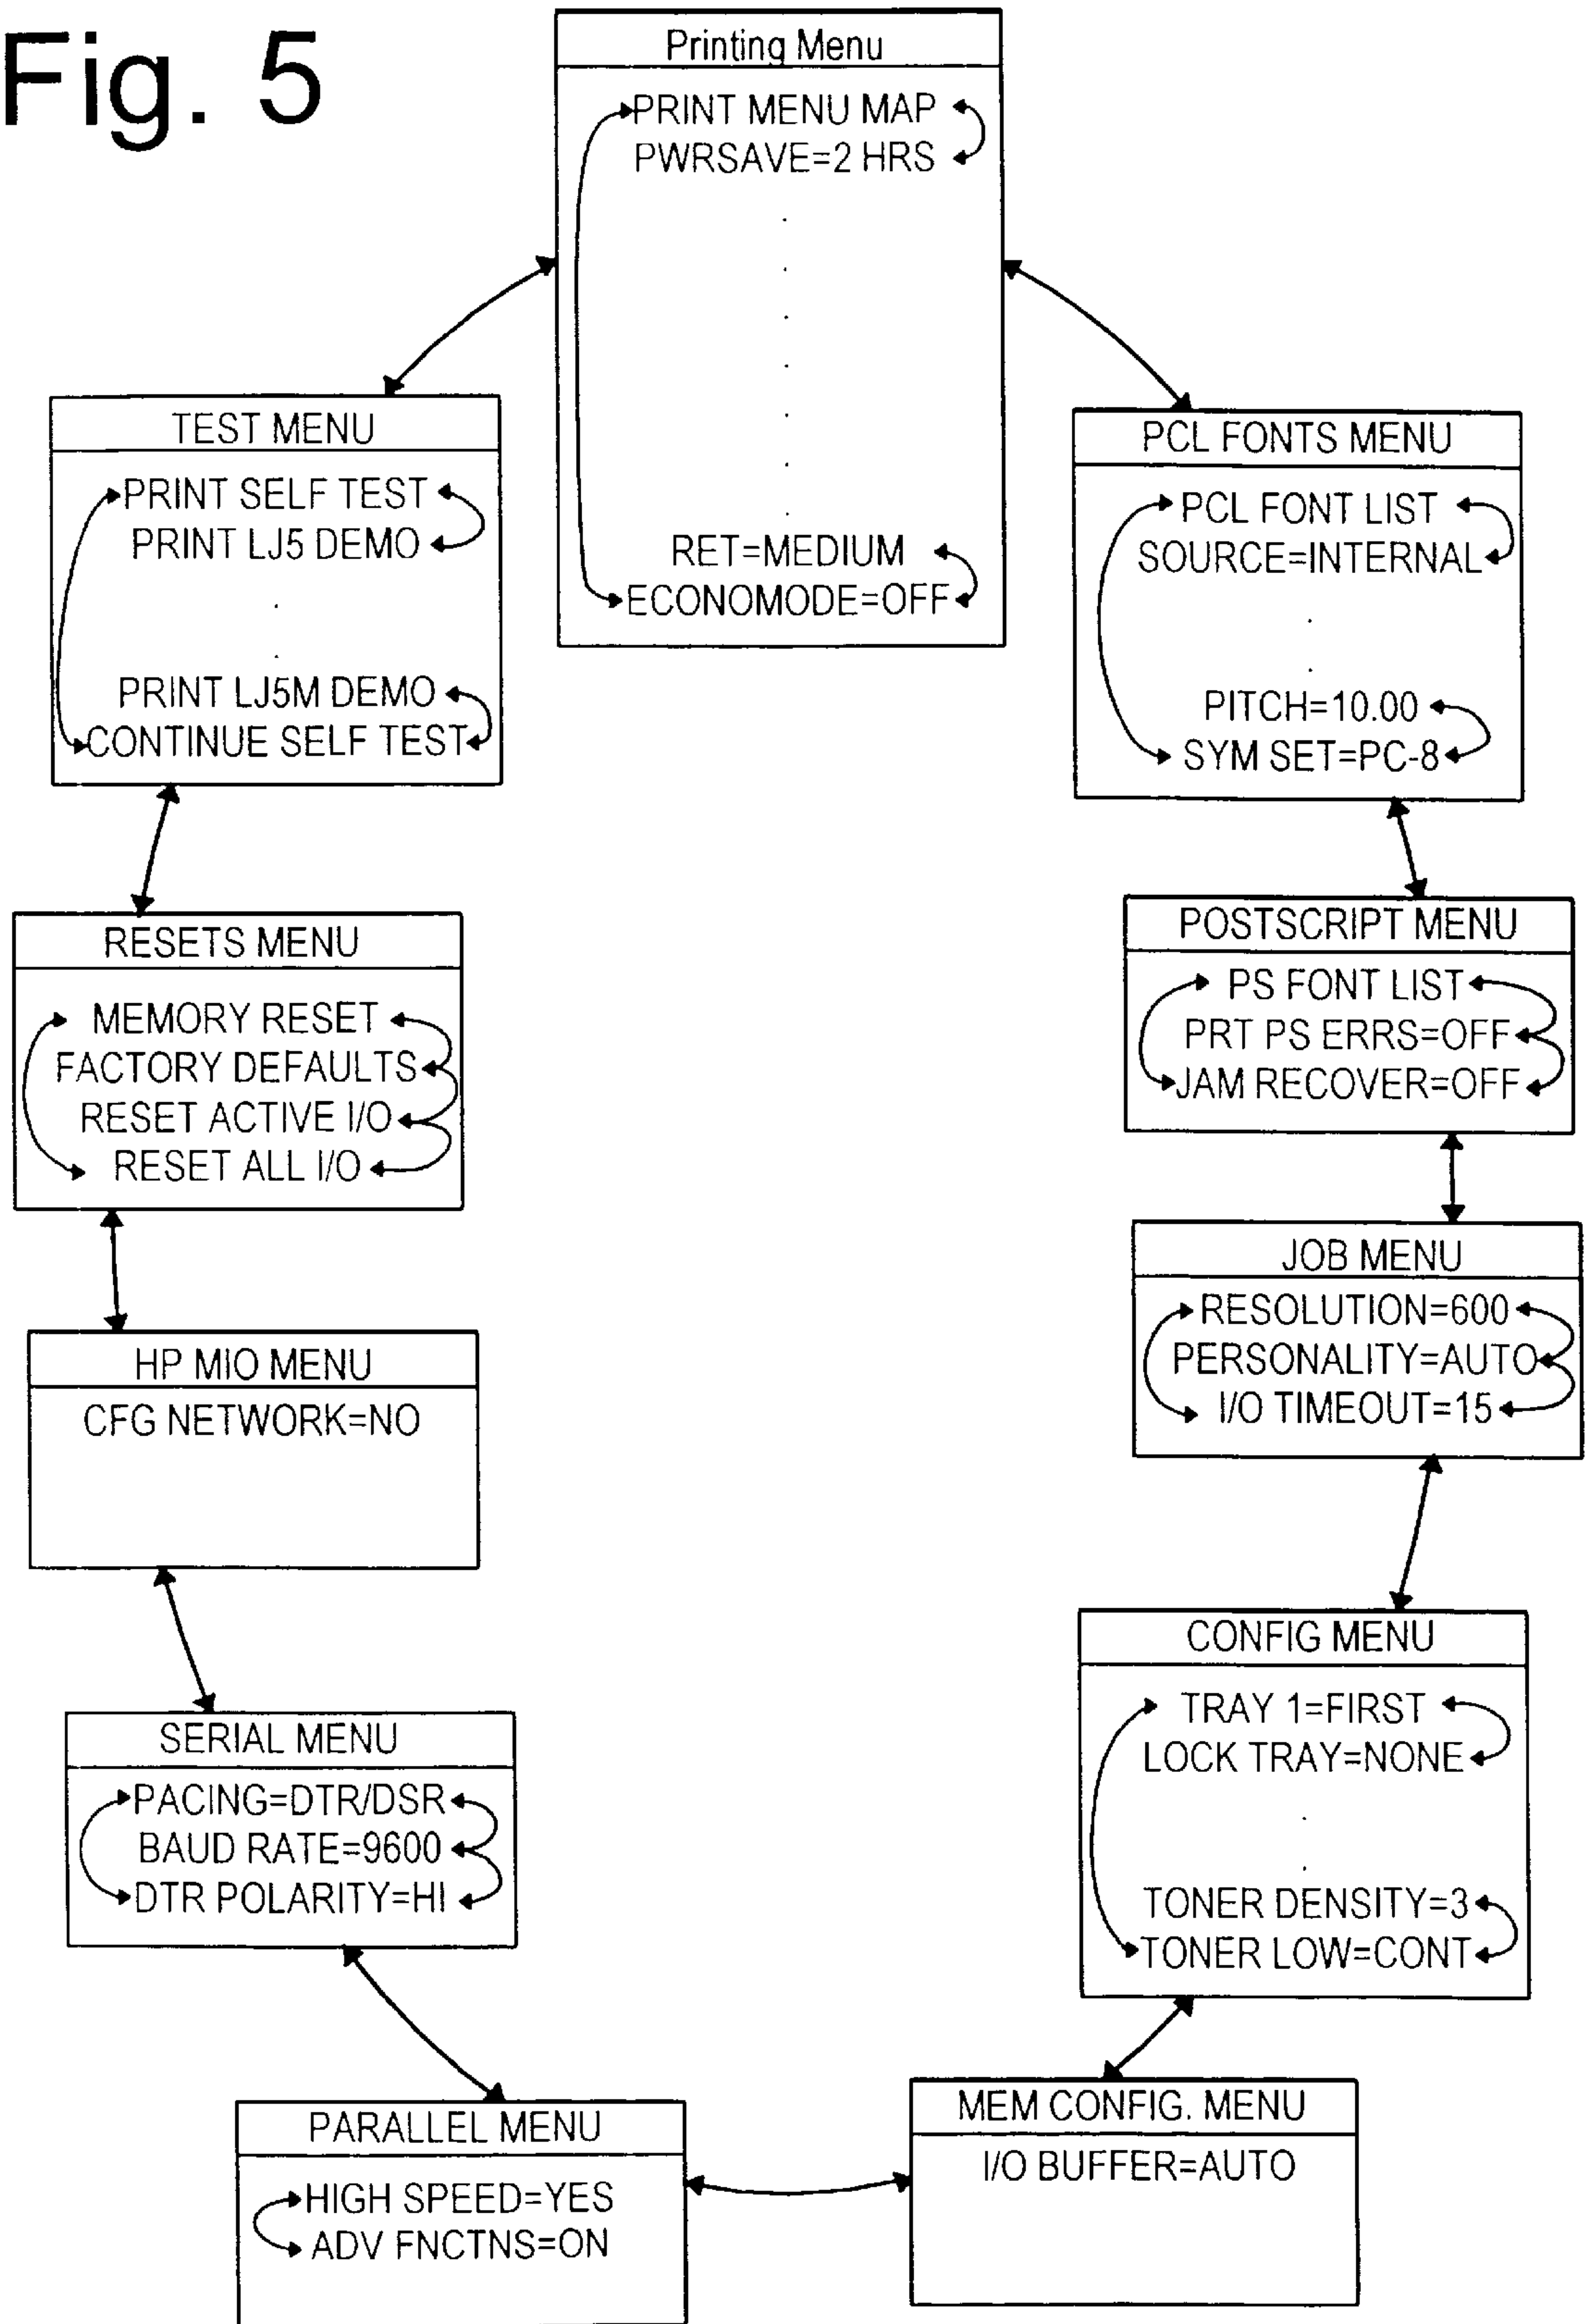 Fig. 5
Printing Menu
PRINT MENU MAP
PWRSAVE=2 HRS
RET=MEDIUM
ECONOMODE=OFF
TEST MENU
PRINT SELF TEST
PRINT LJ5 DEMO
PRINT LJ5M DEMO
CONTINUE SELF TEST
PCL FONTS MENU
PCL FONT LIST
SOURCE=INTERNAL
PITCH=10.00
SYM SET=PC-8
RESETS MENU
MEMORY RESET
FACTORY DEFAULTS
RESET ACTIVE I/O
RESET ALL I/O
POSTSCRIPT MENU
PS FONT LIST
PRT PS ERRS=OFF
JAM RECOVER=OFF
JOB MENU
RESOLUTION=600
PERSONALITY=AUTO
I/O TIMEOUT=15
HP MIO MENU
CFG NETWORK=NO
CONFIG MENU
TRAY 1=FIRST
LOCK TRAY=NONE
TONER DENSITY=3
TONER LOW=CONT
SERIAL MENU
PACING=DTR/DSR
BAUD RATE=9600
DTR POLARITY=HI
PARALLEL MENU
HIGH SPEED=YES
ADV FNCTNS=ON
MEM CONFIG. MENU
I/O BUFFER=AUTO